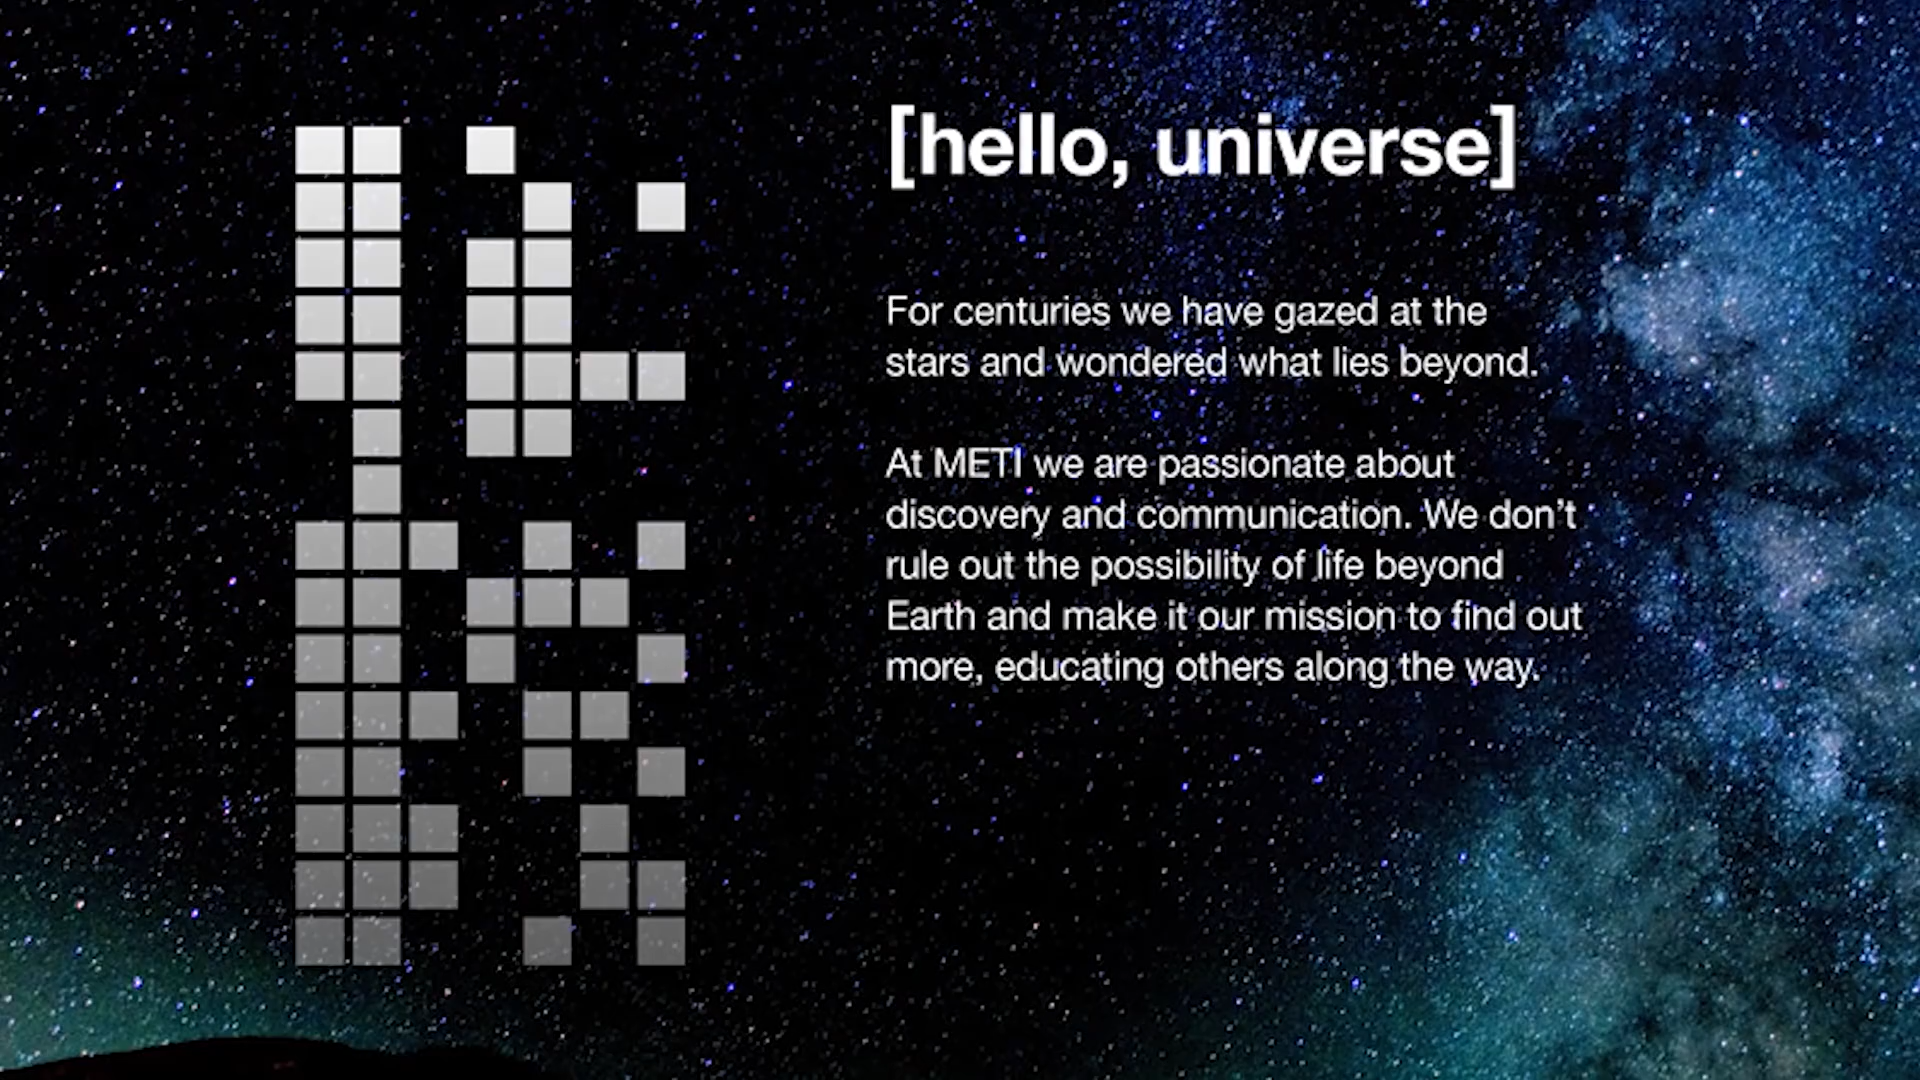 [hello, universe]
For centuries we have gazed at the
stars and wondered what lies beyond.
At METI we are passionate about
discovery and communication. We don’t
rule out the possibility of life beyond
Earth and make it our mission to find out
more, educating others along the way.